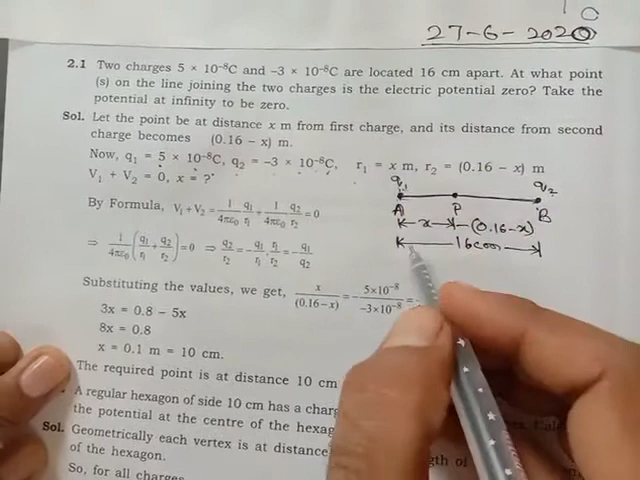 27-6-2020
2.1 Two charges 5 × 10⁻⁸C and –3 × 10⁻⁸C are located 16 cm apart. At what point
(s) on the line joining the two charges is the electric potential zero? Take the
potential at infinity to be zero.
Sol. Let the point be at distance x m from first charge, and its distance from second
charge becomes (0.16 – x) m.
Now, q₁ = 5 × 10⁻⁸C, q₂ = –3 × 10⁻⁸C, r₁ = x m, r₂ = (0.16 – x) m
V₁ + V₂ = 0, x = ?
q₁ q₂
A P B
x (0.16-x)
16cm
By Formula, V₁ + V₂ = 1/4πε₀ q₁/r₁ + 1/4πε₀ q₂/r₂ = 0
⇒ 1/4πε₀ (q₁/r₁ + q₂/r₂) = 0 ⇒ q₂/r₂ = – q₁/r₁, r₁/r₂ = – q₁/q₂
Substituting the values, we get, x/(0.16–x) = – 5×10⁻⁸/–3×10⁻⁸ =
3x = 0.8 – 5x
8x = 0.8
x = 0.1 m = 10 cm.
The required point is at distance 10 cm
A regular hexagon of side 10 cm has a
the potential at the centre of the
Sol. Geometrically each vertex is at distance
of the hexagon.
So, for all charges